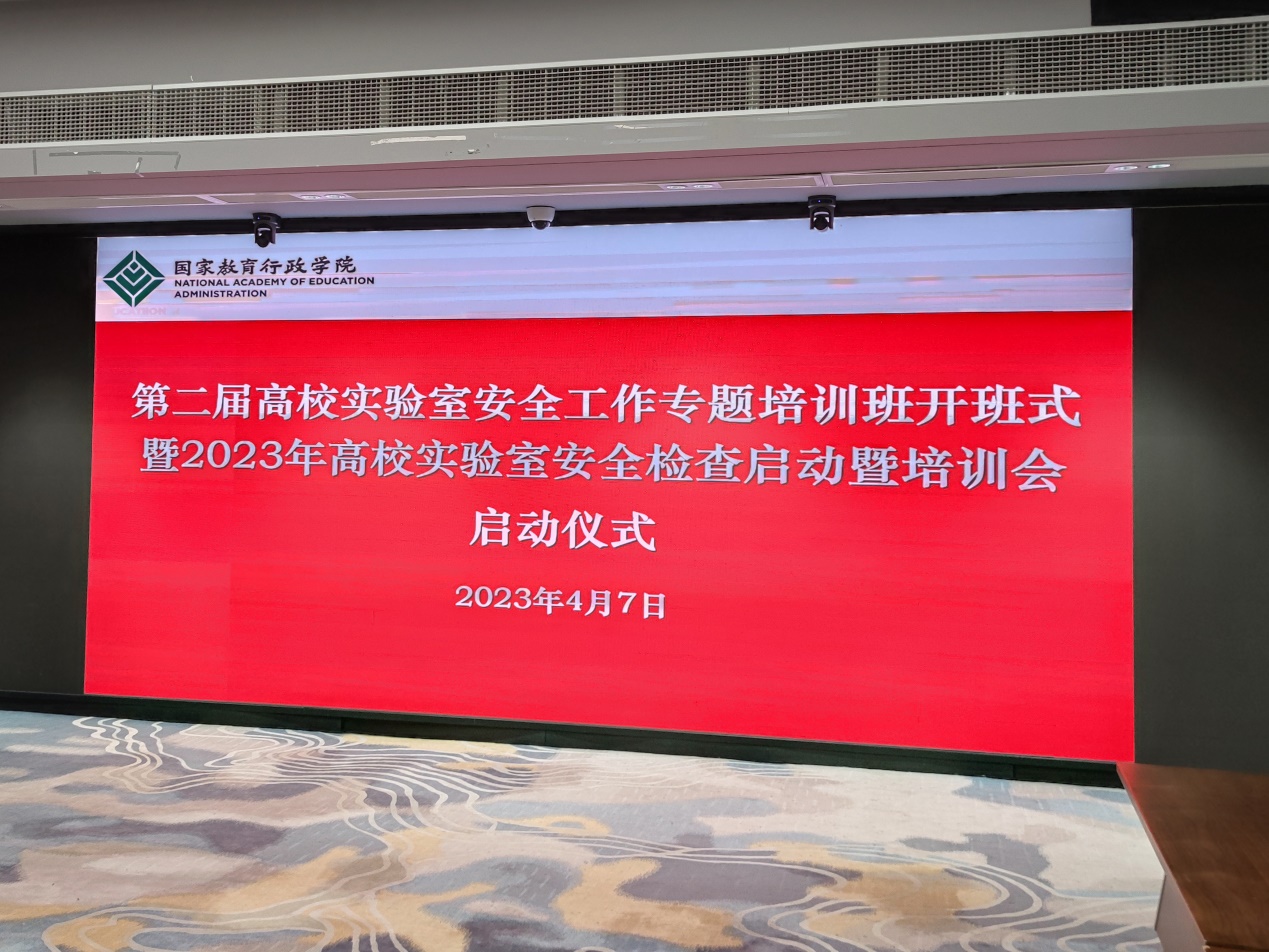 国家教育行政学院
NATIONAL ACADEMY OF EDUCATION
ADMINISTRATION
第二届高校实验室安全工作专题培训班开班式
暨2023年高校实验室安全检查启动暨培训会
启动仪式
2023年4月7日